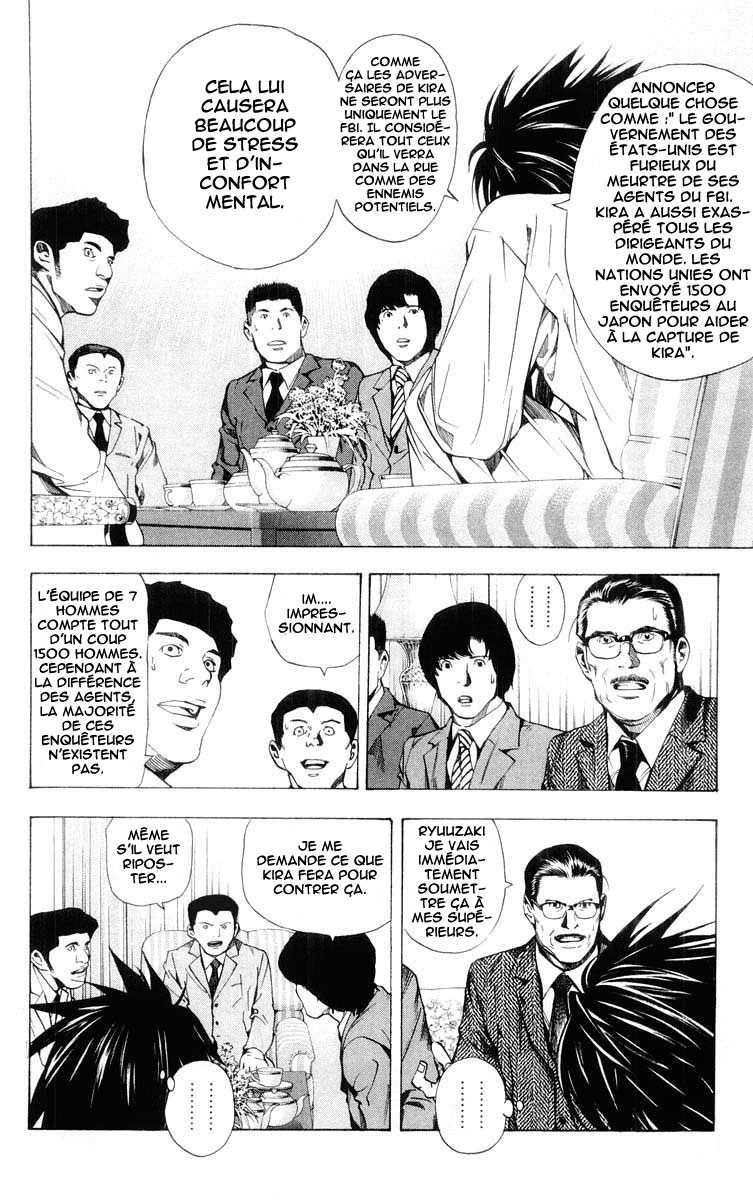 ANNONCER
QUELQUE CHOSE
COMME :" LE GOU-
VERNEMENT DES
ÉTATS-UNIS EST
FURIEUX DU
MEURTRE DE SES
AGENTS DU FBI.
KIRA A AUSSI EXAS-
PÉRÉ TOUS LES
DIRIGEANTS DU
MONDE. LES
NATIONS UNIES ONT
ENVOYÉ 1500
ENQUÊTEURS AU
JAPON POUR AIDER
À LA CAPTURE DE
KIRA".
COMME
ÇA LES ADVER-
SAIRES DE KIRA
NE SERONT PLUS
UNIQUEMENT LE
FBI. IL CONSIDÉ-
RERA TOUT CEUX
QU'IL VERRA
DANS LA RUE
COMME DES
ENNEMIS
POTENTIELS.
CELA LUI
CAUSERA
BEAUCOUP
DE STRESS
ET D'IN-
CONFORT
MENTAL.
IM....
IMPRES-
SIONNANT.
L'ÉQUIPE DE 7
HOMMES
COMPTE TOUT
D'UN COUP
1500 HOMMES.
CEPENDANT À
LA DIFFÉRENCE
DES AGENTS,
LA MAJORITÉ
DE CES
ENQUÊTEURS
N'EXISTENT
PAS.
RYUUZAKI
JE VAIS
IMMÉDIA-
TEMENT
SOUMET-
TRE ÇA À
MES SUPÉ-
RIEURS.
JE ME
DEMANDE CE QUE
KIRA FERA POUR
CONTRER ÇA.
MÊME
S'IL VEUT
RIPOS-
TER...